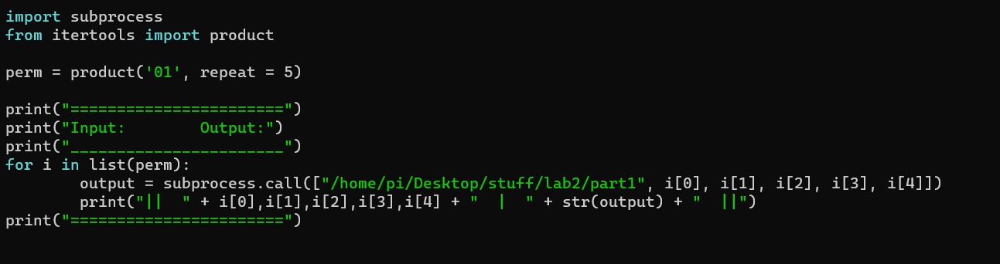 import subprocess
from itertools import product
perm = product('01', repeat = 5)
print("=======================")
print("Input:        Output:")
print("_______________________")
for i in list(perm):
        output = subprocess.call(["/home/pi/Desktop/stuff/lab2/part1", i[0], i[1], i[2], i[3], i[4]])
        print("||  " + i[0],i[1],i[2],i[3],i[4] + "  |  " + str(output) + "  ||")
print("=======================")